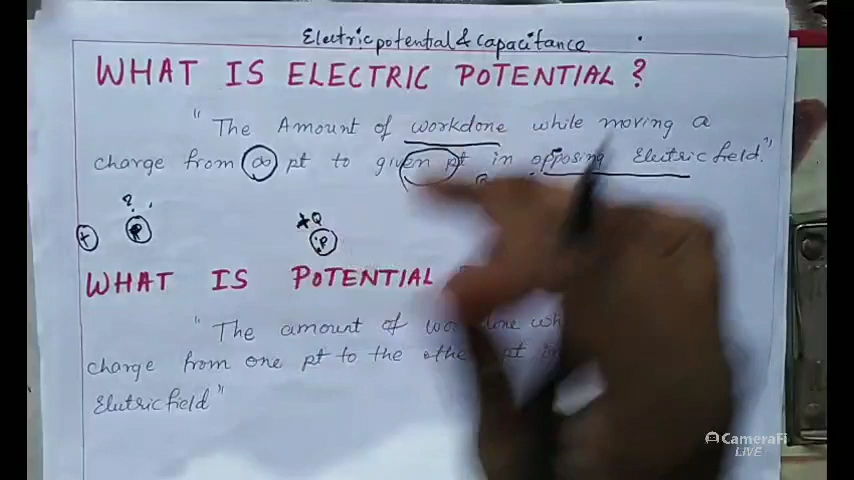 Electric potential & capacitance
WHAT IS ELECTRIC POTENTIAL ?
"The Amount of workdone while moving a
charge from ∞ pt to given pt in opposing Electric field."
?
+ P
Q
P
WHAT IS POTENTIAL
"The amount of
charge from one pt to the othe pt
Electric field"
CameraFi
LIVE